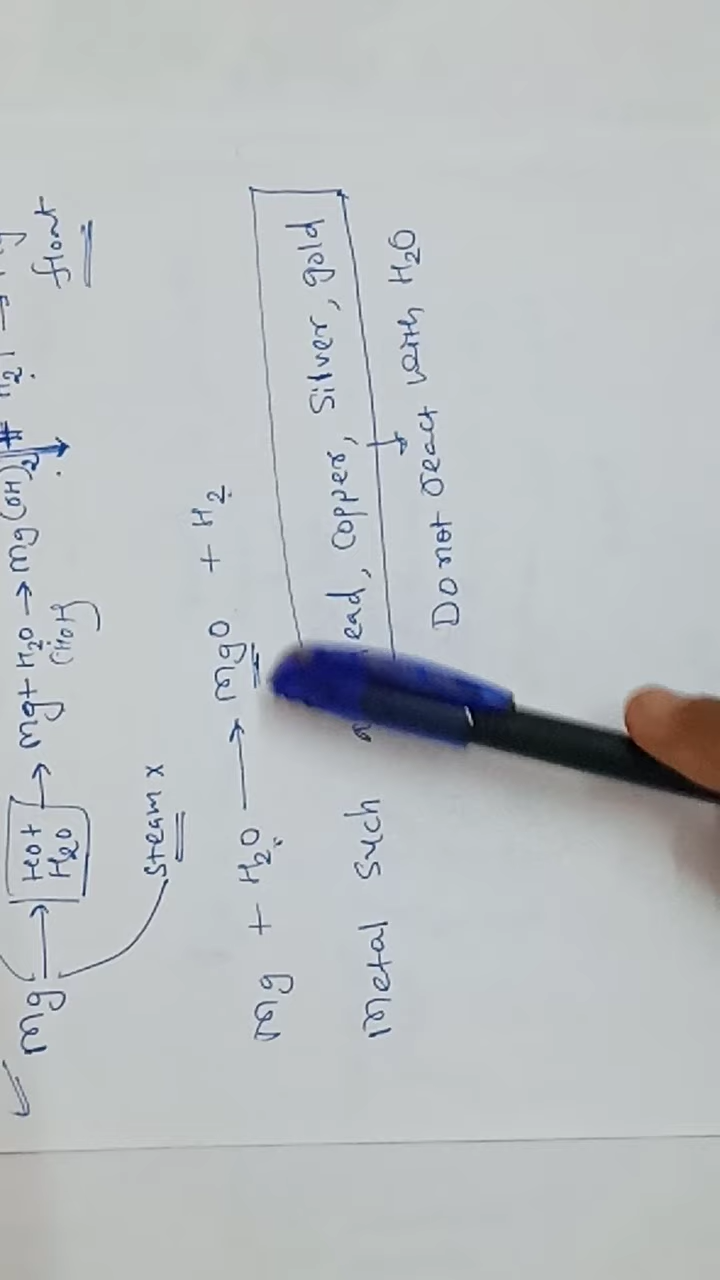 float
Mg → Hot H₂O → Mg + H₂O → Mg(OH)₂ + H₂↑ →
(Hot)
Steam x
Mg + H₂O → MgO + H₂
Metal such lead, Copper, Silver, gold
Do not react with H₂O